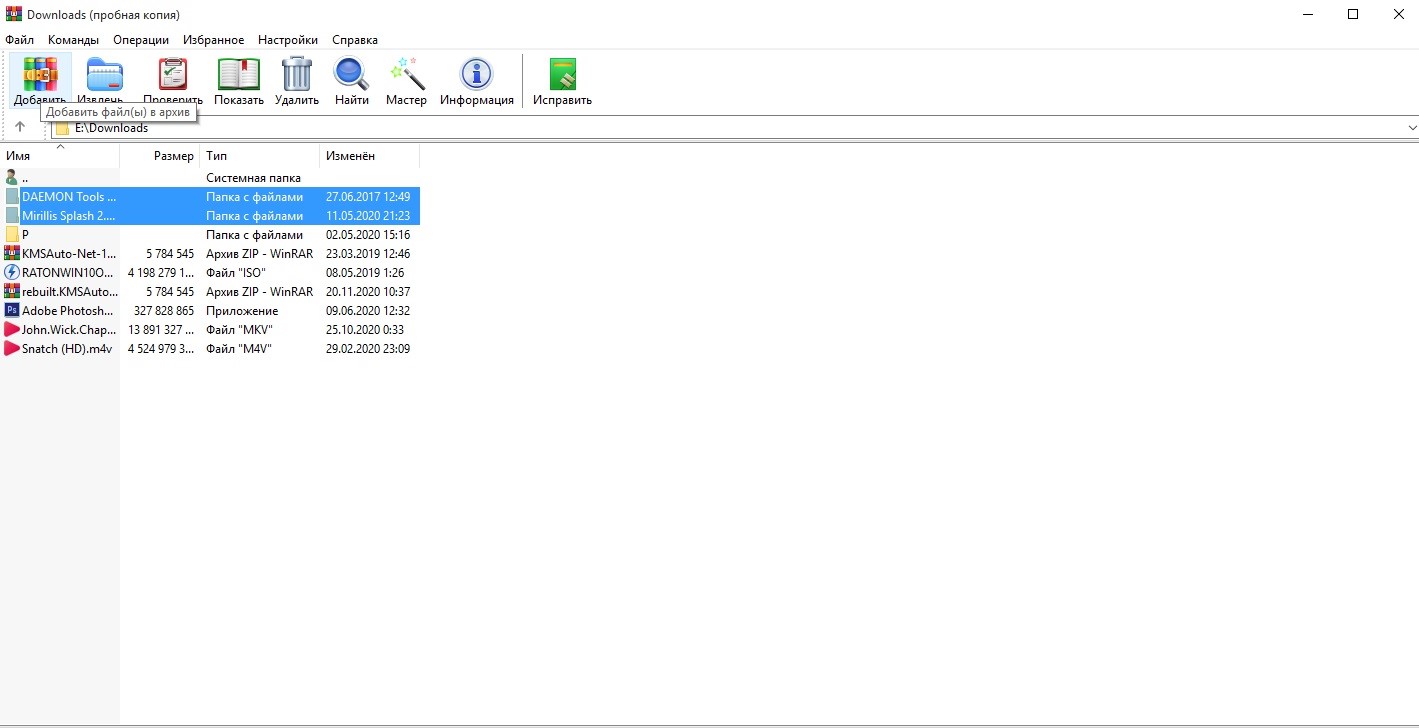 Downloads (пробная копия)
Файл Команды Операции Избранное Настройки Справка
Добавить Извлечь Проверить Показать Удалить Найти Мастер Информация Исправить
Добавить файл(ы) в архив
E:\Downloads
Имя Размер Тип Изменён
.. Системная папка
DAEMON Tools ... Папка с файлами 27.06.2017 12:49
Mirillis Splash 2.... Папка с файлами 11.05.2020 21:23
P Папка с файлами 02.05.2020 15:16
KMSAuto-Net-1... 5 784 545 Архив ZIP - WinRAR 23.03.2019 12:46
RATONWIN10O... 4 198 279 1... Файл "ISO" 08.05.2019 1:26
rebuilt.KMSAuto... 5 784 545 Архив ZIP - WinRAR 20.11.2020 10:37
Ps Adobe Photosh... 327 828 865 Приложение 09.06.2020 12:32
John.Wick.Chap... 13 891 327 ... Файл "MKV" 25.10.2020 0:33
Snatch (HD).m4v 4 524 979 3... Файл "M4V" 29.02.2020 23:09